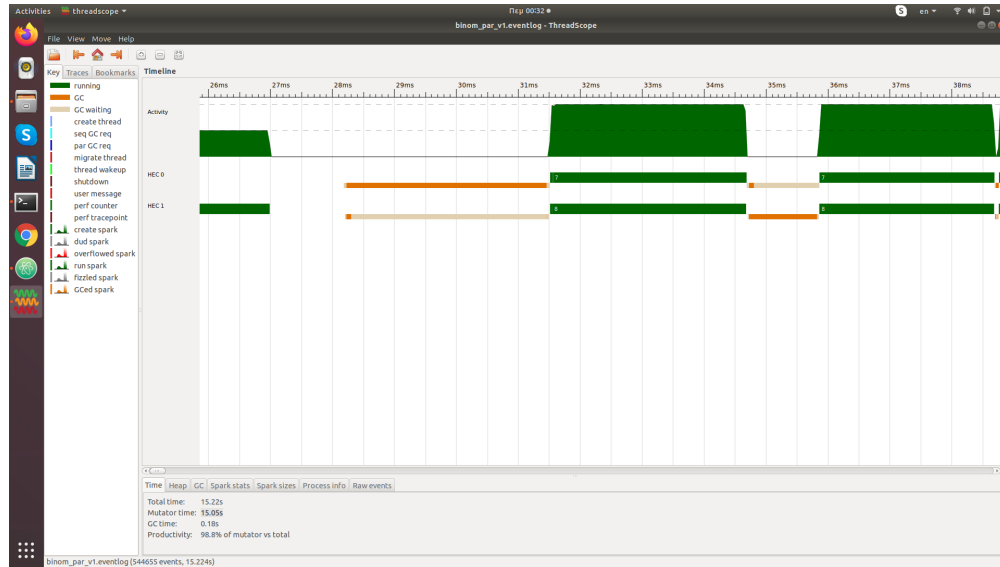 Activities threadscope Пер 00:32
en
binom_par_v1.eventlog - ThreadScope
File View Move Help
Key Traces Bookmarks
running
GC
GC waiting
create thread
seq GC req
par GC req
migrate thread
thread wakeup
shutdown
user message
perf counter
perf tracepoint
create spark
dud spark
overflowed spark
run spark
fizzled spark
GCed spark
Timeline
26ms 27ms 28ms 29ms 30ms 31ms 32ms 33ms 34ms 35ms 36ms 37ms 38ms
Activity
HEC 0 7 7
HEC 1 8 8
Time Heap GC Spark stats Spark sizes Process info Raw events
Total time: 15.22s
Mutator time: 15.05s
GC time: 0.18s
Productivity: 98.8% of mutator vs total
binom_par_v1.eventlog (544655 events, 15.224s)